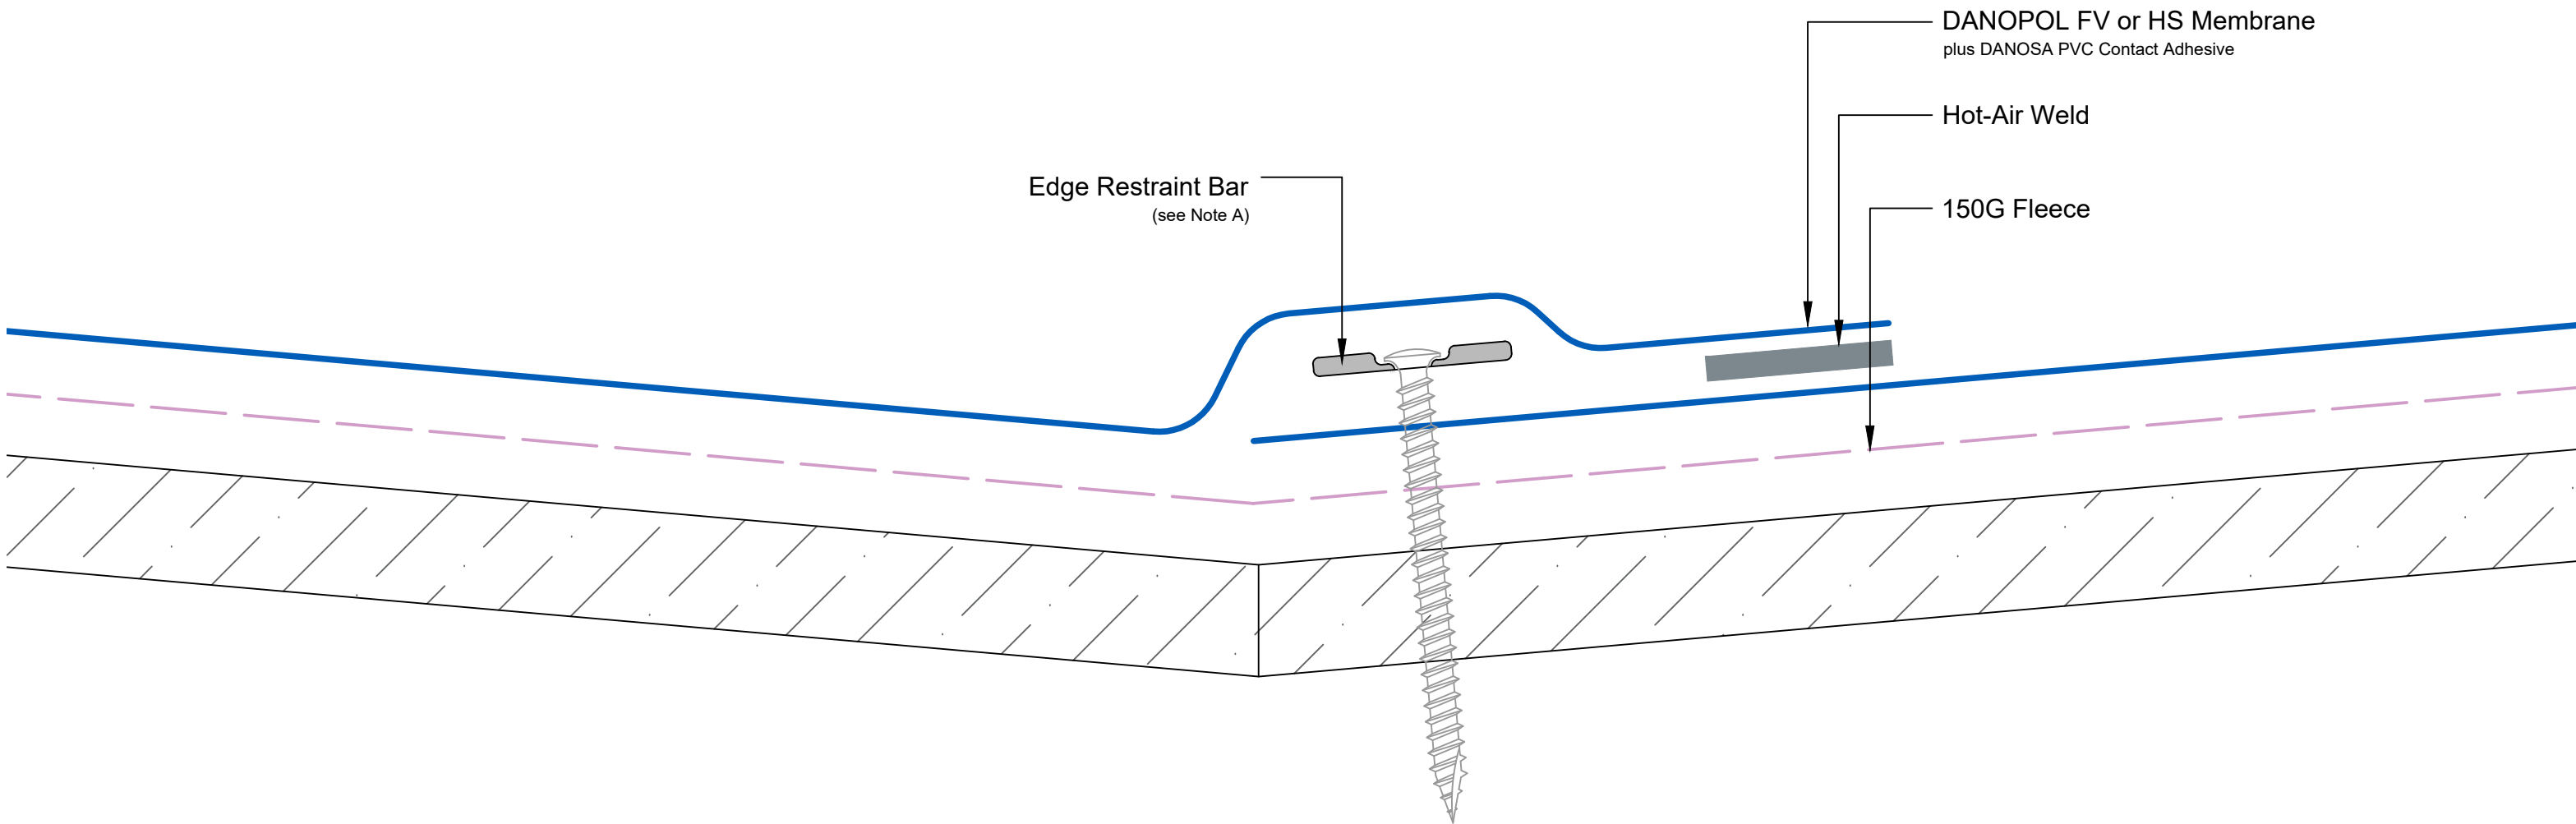 DANOPOL FV or HS Membrane
plus DANOSA PVC Contact Adhesive
Hot-Air Weld
Edge Restraint Bar
(see Note A)
150G Fleece